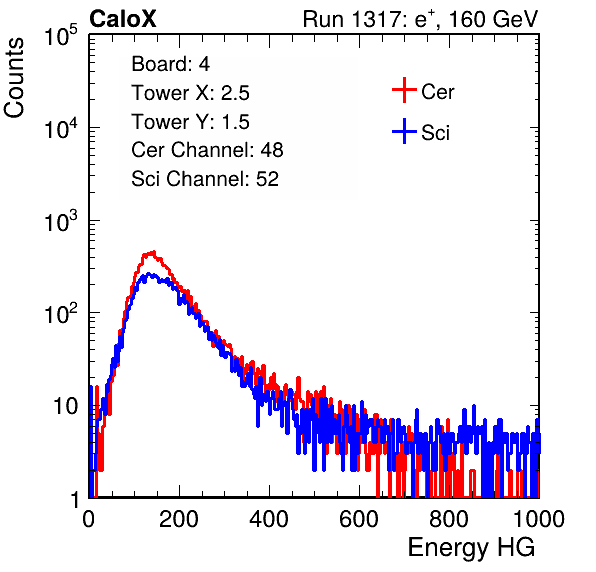 CaloX Run 1317: e⁺, 160 GeV
Counts
Board: 4
Tower X: 2.5
Tower Y: 1.5
Cer Channel: 48
Sci Channel: 52
Cer
Sci
10⁵
10⁴
10³
10²
10
1
0 200 400 600 800 1000
Energy HG